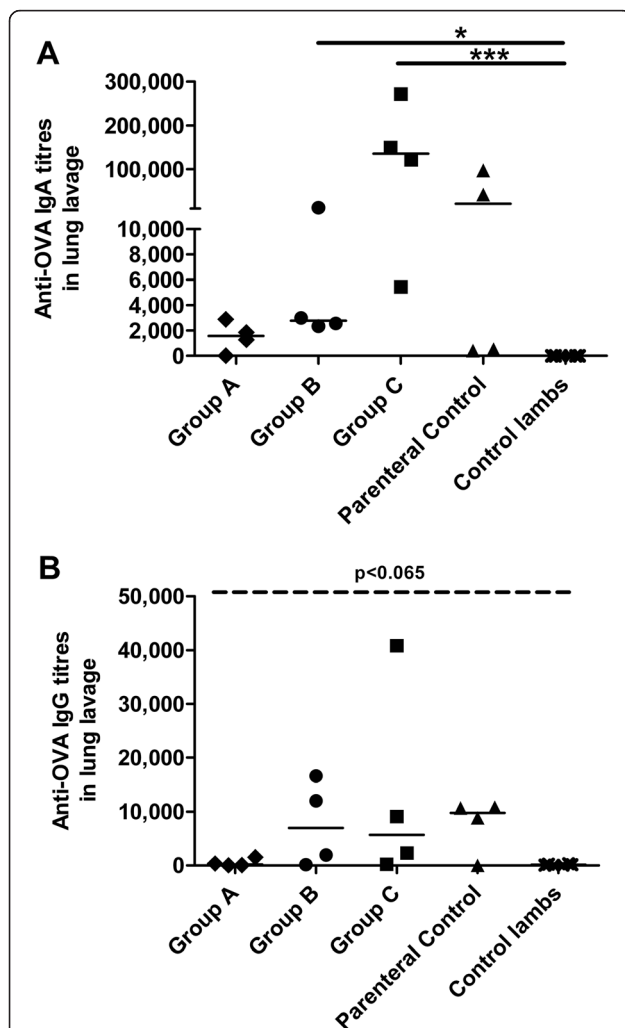 A
*
***
300,000
200,000
100,000
10,000
8,000
6,000
4,000
2,000
0
Anti-OVA IgA titres
in lung lavage
Group A
Group B
Group C
Parenteral Control
Control lambs
B
p<0.065
50,000
40,000
30,000
20,000
10,000
0
Anti-OVA IgG titres
in lung lavage
Group A
Group B
Group C
Parenteral Control
Control lambs